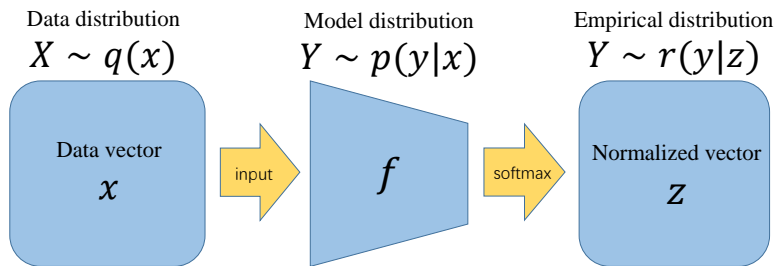 Data distribution
X ~ q(x)
Data vector
x
input
Model distribution
Y ~ p(y|x)
f
softmax
Empirical distribution
Y ~ r(y|z)
Normalized vector
z